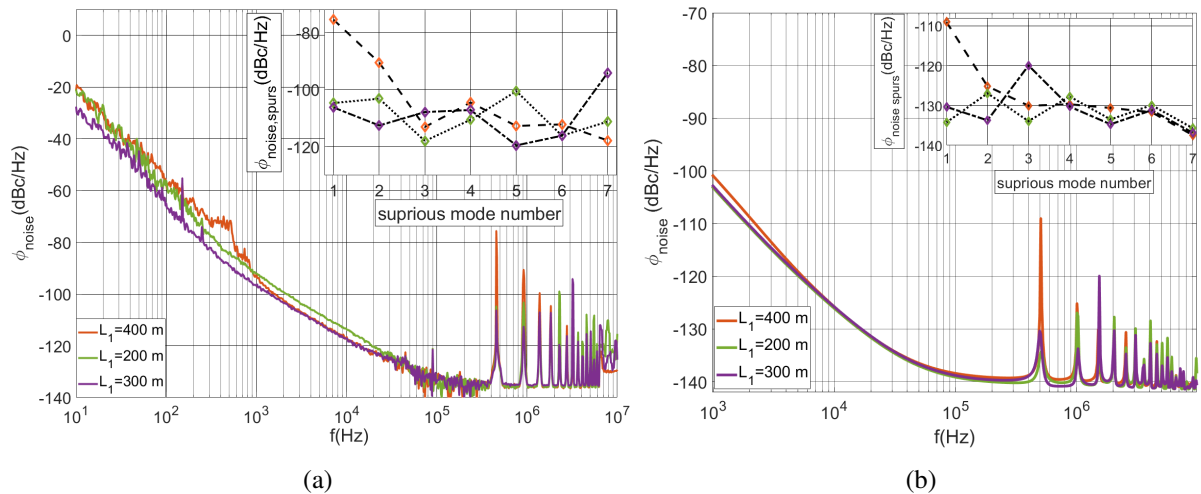 0
-20
-40
-60
-80
-100
-120
-140
ϕnoise(dBc/Hz)
10^1
10^2
10^3
10^4
10^5
10^6
10^7
f(Hz)
L1=400 m
L1=200 m
L1=300 m
-80
-100
-120
ϕnoise,spurs(dBc/Hz)
1 2 3 4 5 6 7
suprious mode number
(a)
-70
-80
-90
-100
-110
-120
-130
-140
ϕnoise(dBc/Hz)
10^3
10^4
10^5
10^6
f(Hz)
L1=400 m
L1=200 m
L1=300 m
-110
-120
-130
-140
ϕnoise spurs(dBc/Hz)
1 2 3 4 5 6 7
suprious mode number
(b)